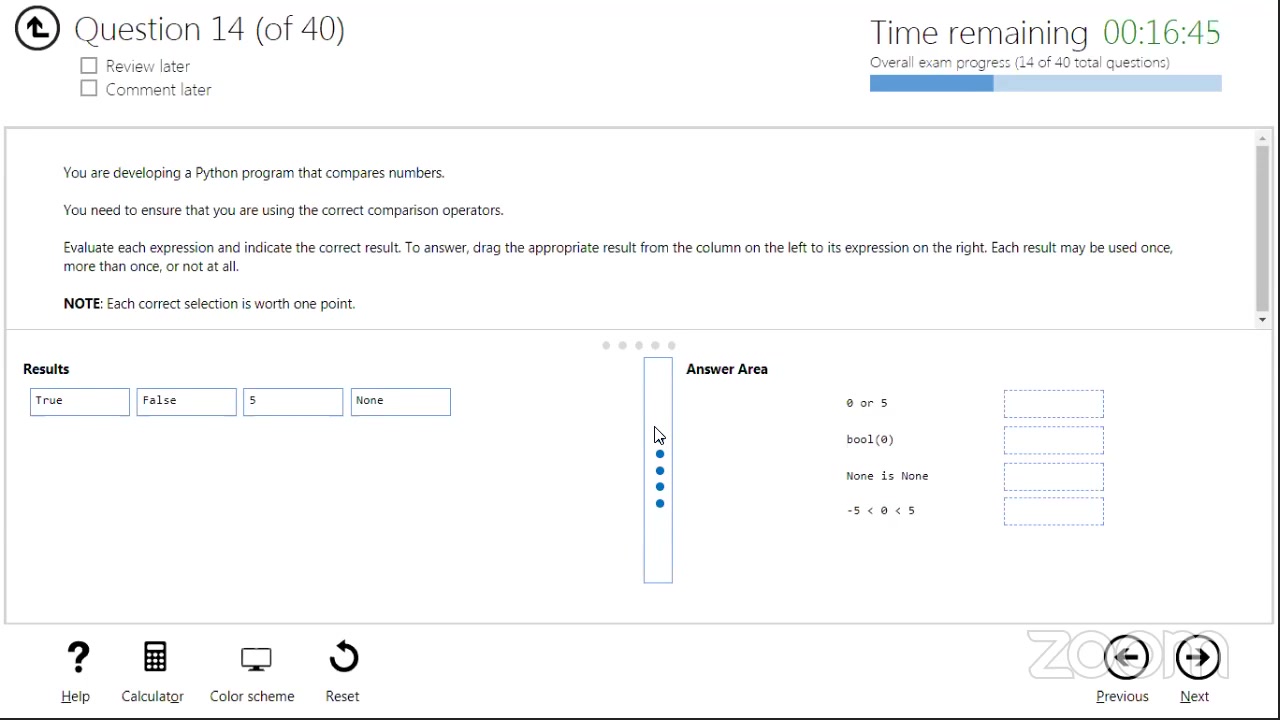 Question 14 (of 40)
Review later
Comment later
Time remaining 00:16:45
Overall exam progress (14 of 40 total questions)
You are developing a Python program that compares numbers.
You need to ensure that you are using the correct comparison operators.
Evaluate each expression and indicate the correct result. To answer, drag the appropriate result from the column on the left to its expression on the right. Each result may be used once,
more than once, or not at all.
NOTE: Each correct selection is worth one point.
Results
True False 5 None
Answer Area
0 or 5
bool(0)
None is None
-5 < 0 < 5
Help Calculator Color scheme Reset
zoom
Previous Next